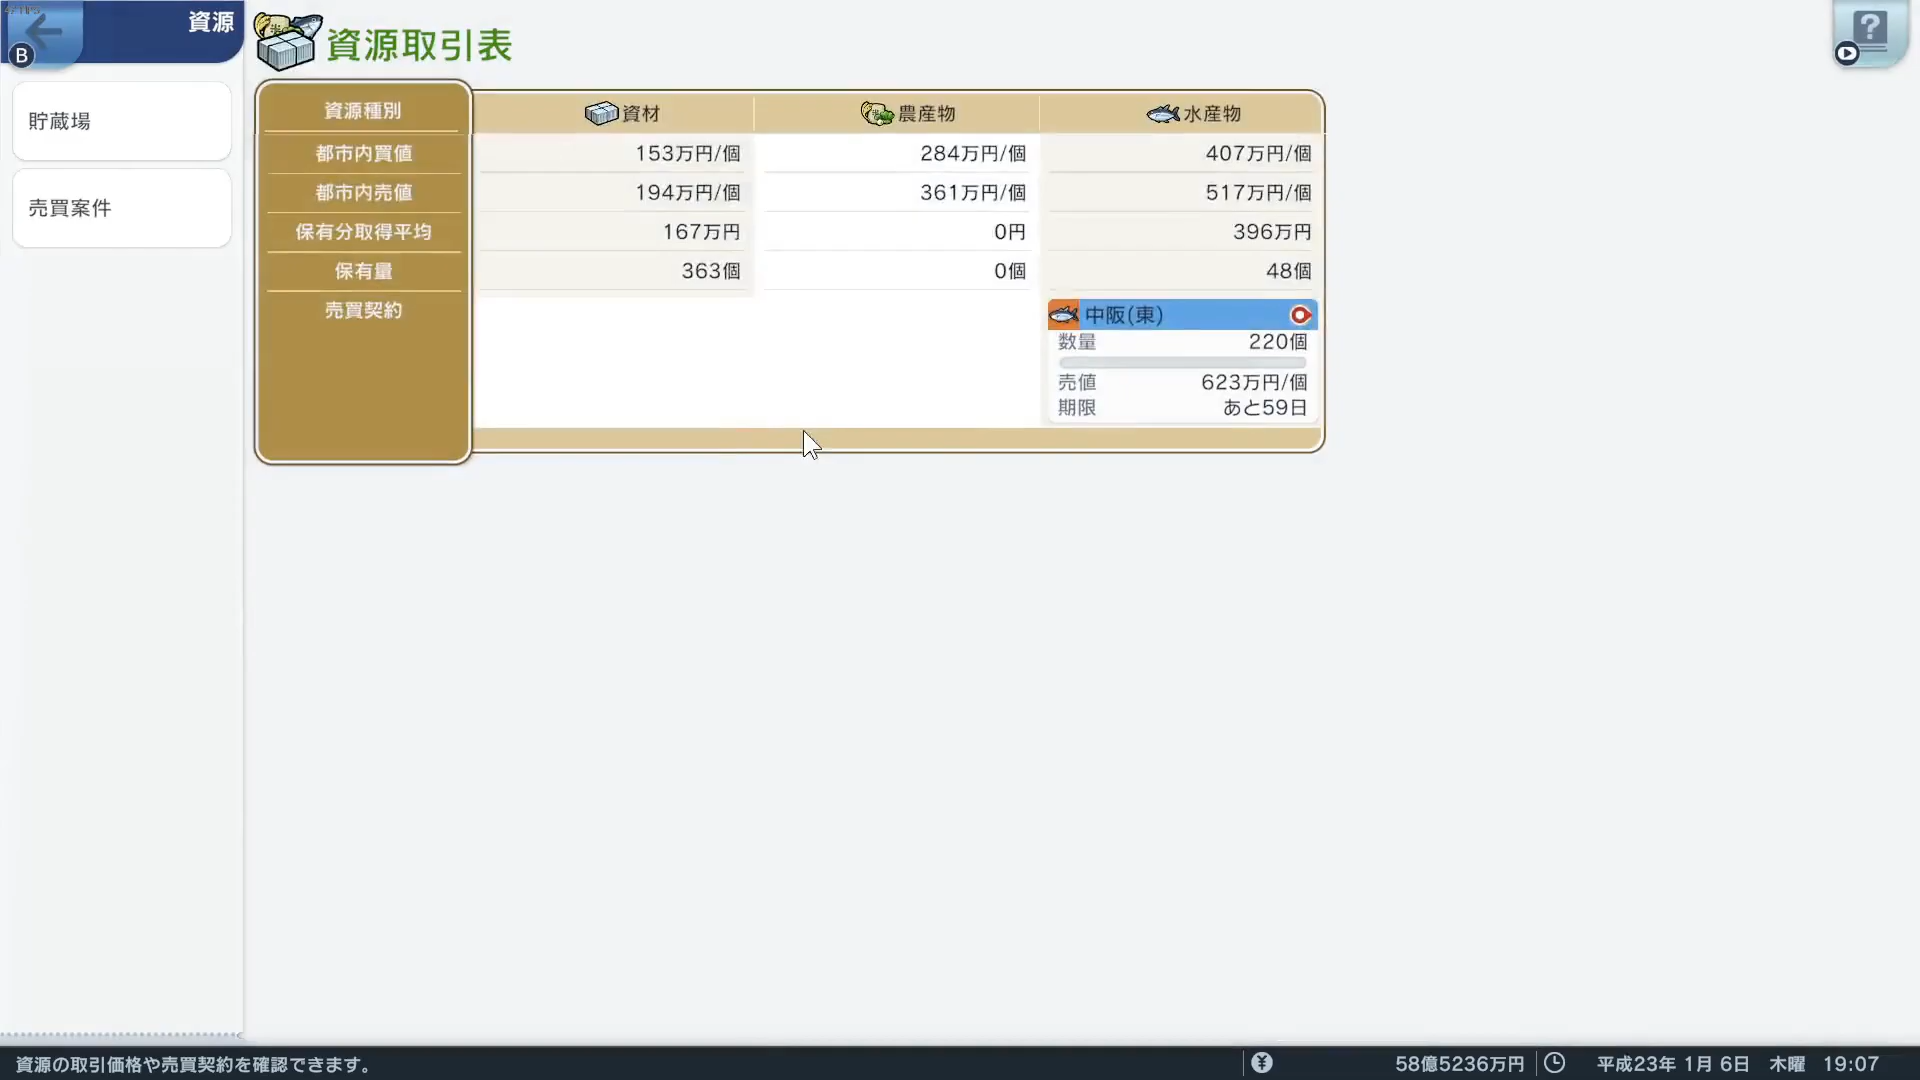 資源
B
貯蔵場
売買案件
資源取引表
資源種別 資材 農産物 水産物
都市内買値 153万円/個 284万円/個 407万円/個
都市内売値 194万円/個 361万円/個 517万円/個
保有分取得平均 167万円 0円 396万円
保有量 363個 0個 48個
売買契約
中阪(東)
数量 220個
売値 623万円/個
期限 あと59日
?
資源の取引価格や売買契約を確認できます。
¥ 58億5236万円 平成23年 1月 6日 木曜 19:07